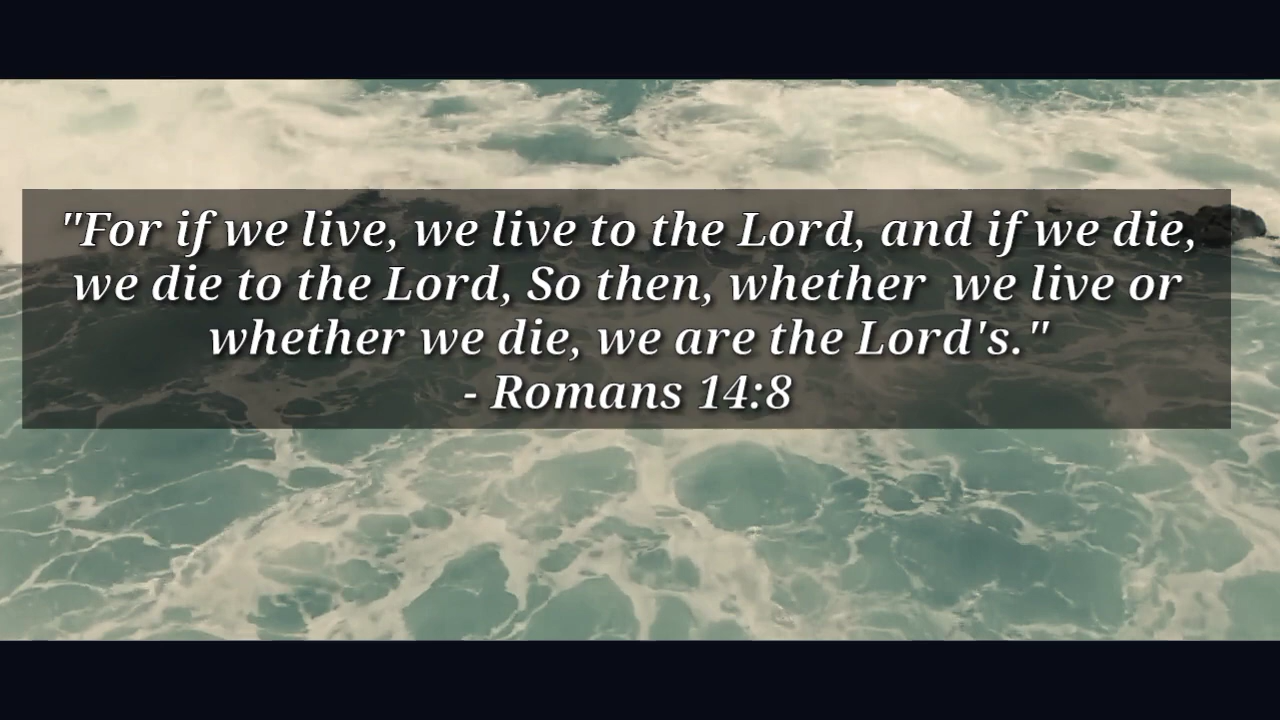 "For if we live, we live to the Lord, and if we die,
we die to the Lord, So then, whether  we live or
whether we die, we are the Lord's."
- Romans 14:8